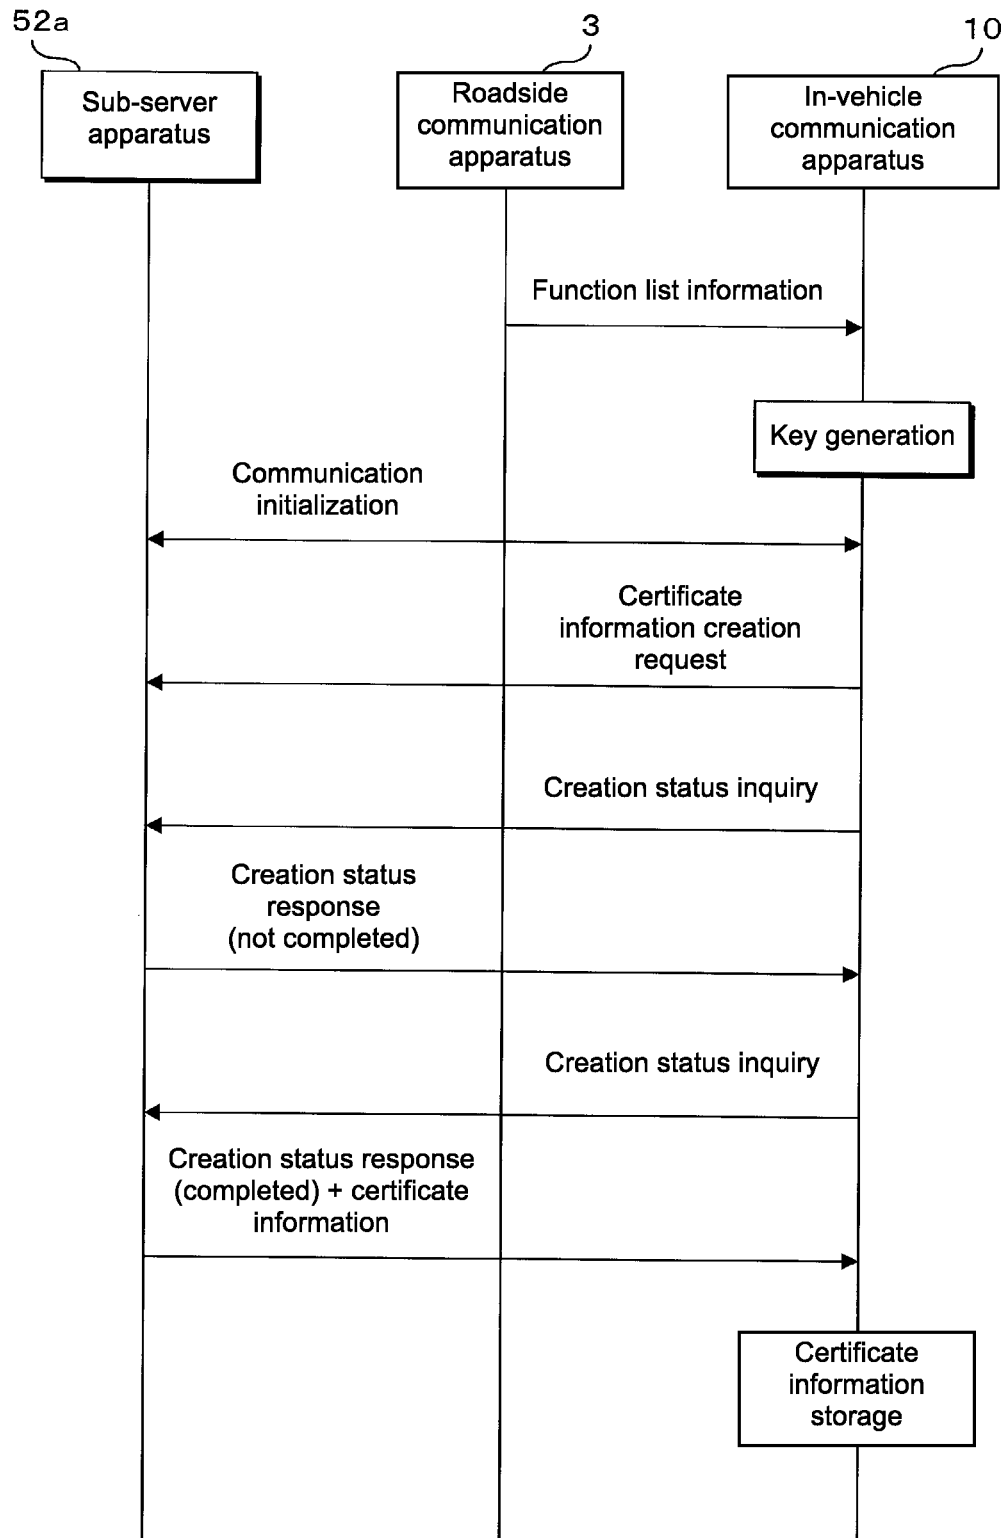 52a
3
10
Sub-server
apparatus
Roadside
communication
apparatus
In-vehicle
communication
apparatus
Function list information
Key generation
Communication
initialization
Certificate
information creation
request
Creation status inquiry
Creation status
response
(not completed)
Creation status inquiry
Creation status response
(completed) + certificate
information
Certificate
information
storage